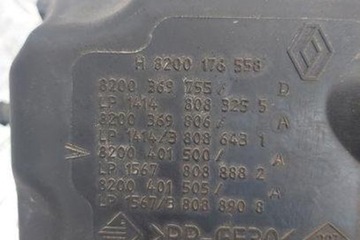 H 8200 176 558
8200 369 755/ D
LP 1414 808 325 5
8200 369 806/ A
LP 1414/3 808 643 1
8200 401 500/ A
LP 1567 808 888 2
8200 401 505/ A
LP 1567/3 808 890 8